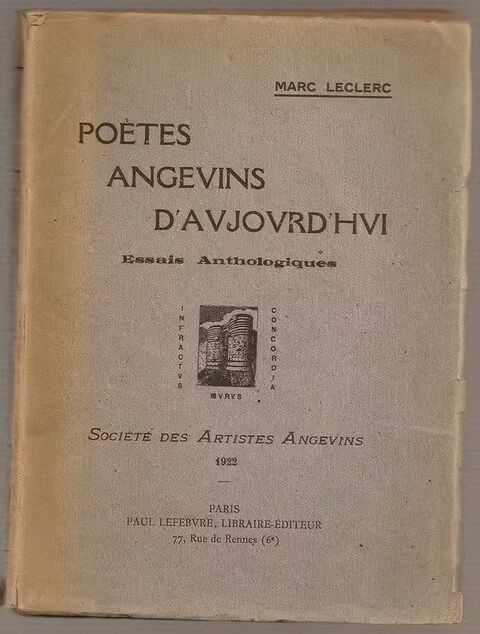 MARC LECLERC
POÈTES
ANGEVINS
D'AVJOVRD'HVI
Essais Anthologiques
INFRACTVS
CONCORDIA
MVRVS
SOCIÉTÉ DES ARTISTES ANGEVINS
1922
PARIS
PAUL LEFEBVRE, LIBRAIRE-ÉDITEUR
77, Rue de Rennes (6e)